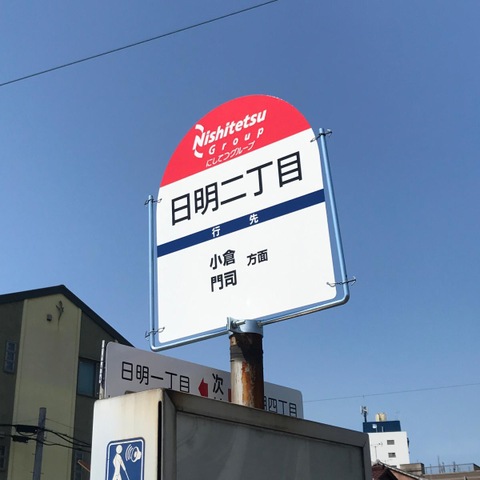 Nishitetsu
Group
にしてつグループ
日明二丁目
行先
小倉 方面
門司
日明一丁目 次 明四丁目